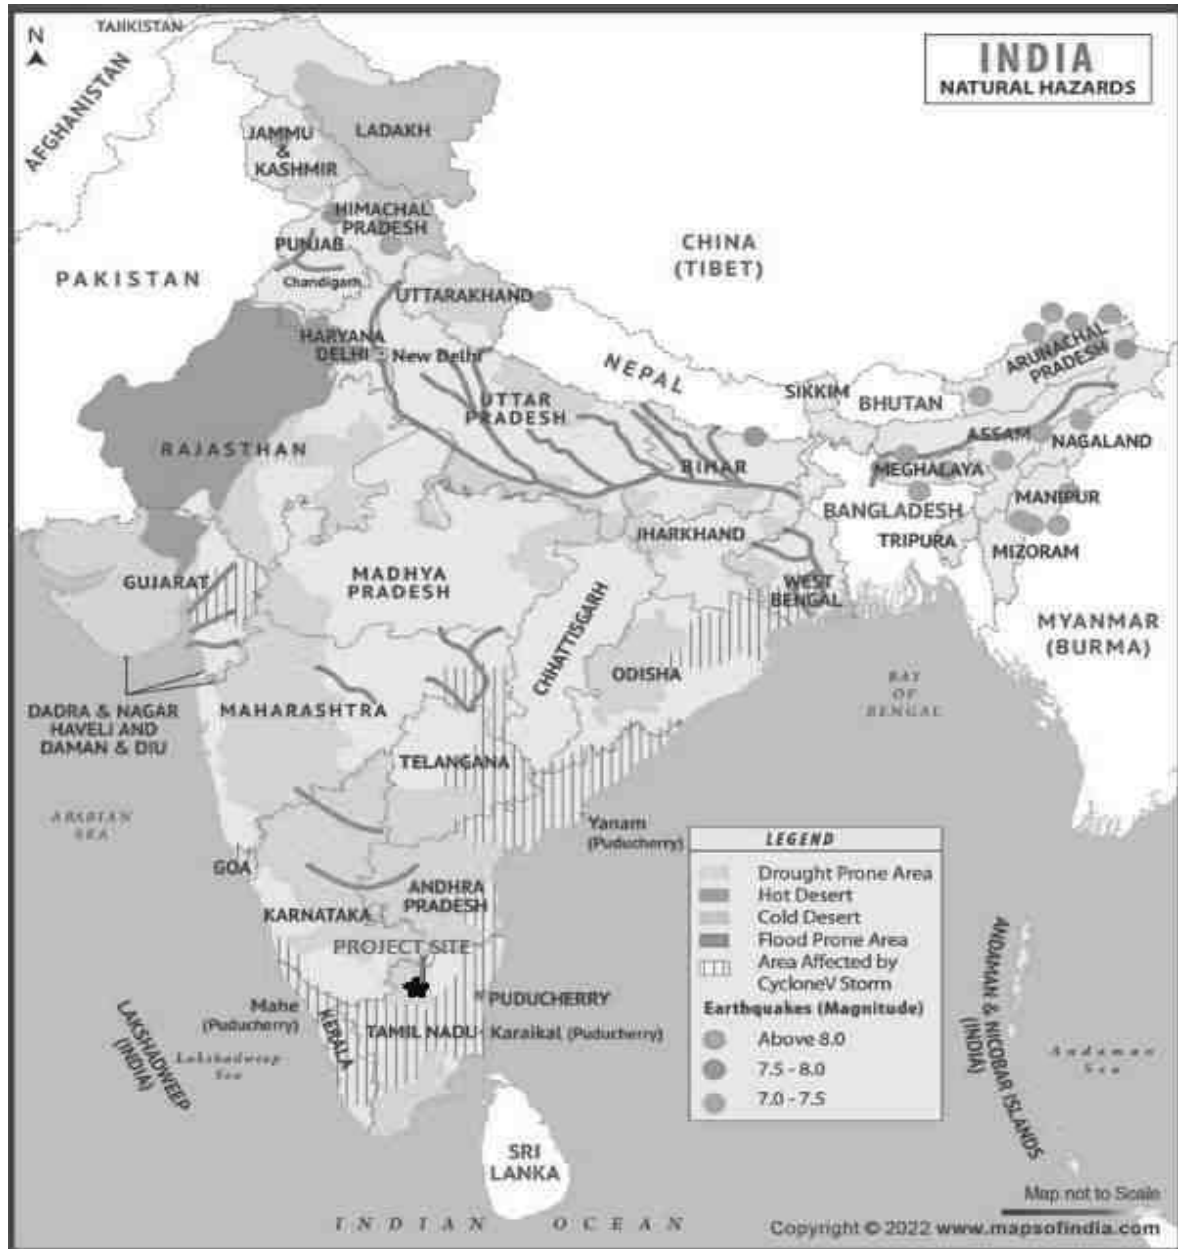 TAJIKISTAN
N
INDIA
NATURAL HAZARDS
AFGHANISTAN
JAMMU
&
KASHMIR
LADAKH
HIMACHAL
PRADESH
PUNJAB
CHINA
(TIBET)
PAKISTAN
Chandigarh
UTTARAKHAND
HARYANA
DELHI
New Delhi
NEPAL
ARUNACHAL
PRADESH
SIKKIM
BHUTAN
UTTAR
PRADESH
RAJASTHAN
ASSAM
NAGALAND
BIHAR
MEGHALAYA
MANIPUR
BANGLADESH
JHARKHAND
TRIPURA
MIZORAM
GUJARAT
MADHYA
PRADESH
WEST
BENGAL
CHHATTISGARH
MYANMAR
(BURMA)
ODISHA
BAY
OF
BENGAL
DADRA & NAGAR
HAVELI AND
DAMAN & DIU
MAHARASHTRA
TELANGANA
ARABIAN
SEA
Yanam
(Puducherry)
LEGEND
GOA
Drought Prone Area
Hot Desert
Cold Desert
Flood Prone Area
Area Affected by
CycloneV Storm
Earthquakes (Magnitude)
Above 8.0
7.5 - 8.0
7.0 - 7.5
ANDHRA
PRADESH
KARNATAKA
PROJECT SITE
PUDUCHERRY
Mahe
(Puducherry)
KERALA
TAMIL NADU
Karaikal (Puducherry)
LAKSHADWEEP
(INDIA)
Lakshadweep
Sea
ANDAMAN & NICOBAR ISLANDS
(INDIA)
Andaman
Sea
SRI
LANKA
Map not to Scale
INDIAN OCEAN
Copyright © 2022 www.mapsofindia.com